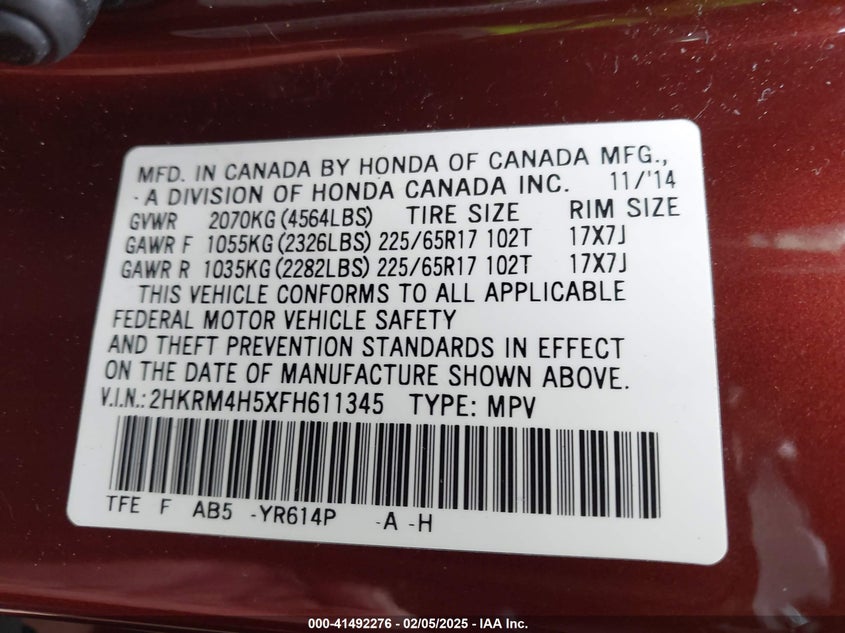 MFD. IN CANADA BY HONDA OF CANADA MFG.,
- A DIVISION OF HONDA CANADA INC. 11/'14
GVWR 2070KG (4564LBS) TIRE SIZE RIM SIZE
GAWR F 1055KG (2326LBS) 225/65R17 102T 17X7J
GAWR R 1035KG (2282LBS) 225/65R17 102T 17X7J
THIS VEHICLE CONFORMS TO ALL APPLICABLE
FEDERAL MOTOR VEHICLE SAFETY
AND THEFT PREVENTION STANDARDS IN EFFECT
ON THE DATE OF MANUFACTURE SHOWN ABOVE.
V.I.N.: 2HKRM4H5XFH611345 TYPE: MPV
TFE F AB5 -YR614P -A -H
000-41492276 - 02/05/2025 - IAA Inc.